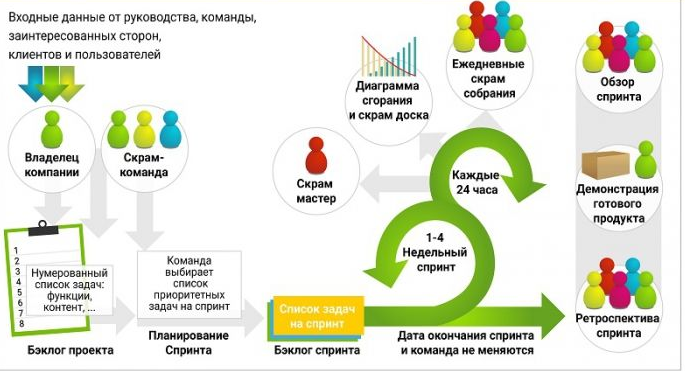 Входные данные от руководства, команды,
заинтересованных сторон,
клиентов и пользователей
Владелец
компании
Скрам-
команда
Диаграмма
сгорания
и скрам доска
Ежедневные
скрам
собрания
Обзор
спринта
Скрам
мастер
Каждые
24 часа
Демонстрация
готового
продукта
1-4
Недельный
спринт
1
2
3
4
5
6
7
8
Нумерованный
список задач:
функции,
контент, ...
Команда
выбирает
список
приоритетных
задач на спринт
Список задач
на спринт
Ретроспектива
спринта
Бэклог проекта
Планирование
Спринта
Бэклог спринта
Дата окончания спринта
и команда не меняются